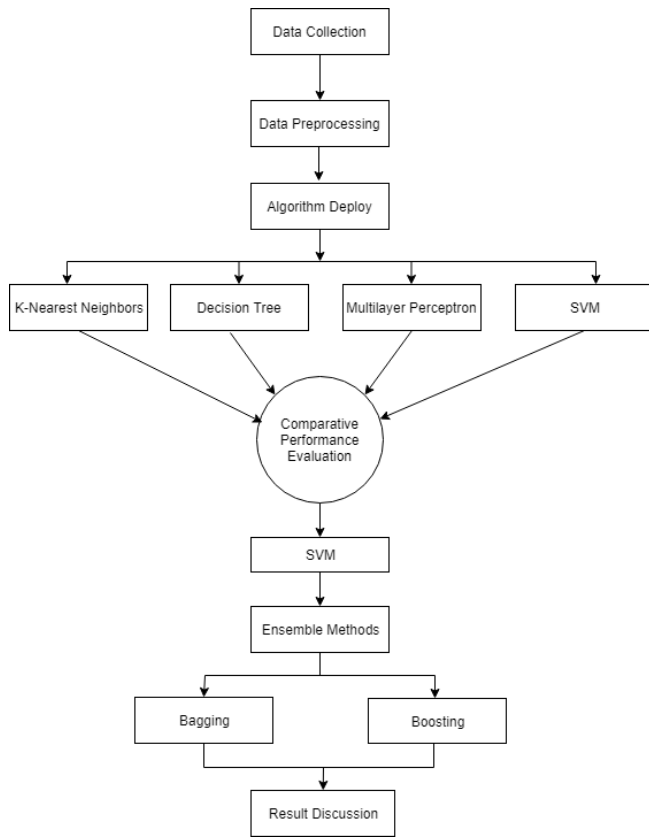 Data Collection
Data Preprocessing
Algorithm Deploy
K-Nearest Neighbors
Decision Tree
Multilayer Perceptron
SVM
Comparative
Performance
Evaluation
SVM
Ensemble Methods
Bagging
Boosting
Result Discussion